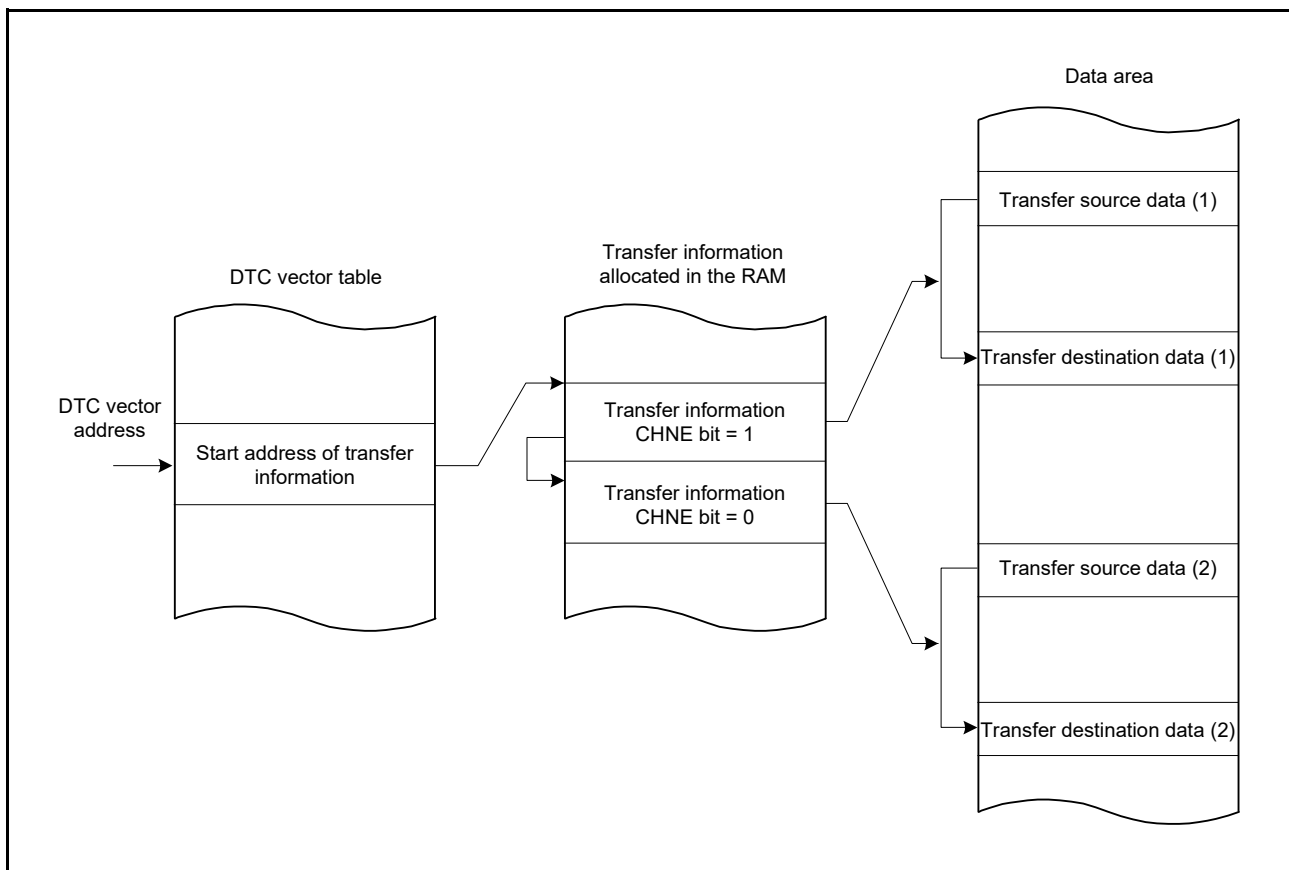 Data area
Transfer source data (1)
Transfer information
allocated in the RAM
DTC vector table
Transfer destination data (1)
DTC vector
address
Transfer information
CHNE bit = 1
Start address of transfer
information
Transfer information
CHNE bit = 0
Transfer source data (2)
Transfer destination data (2)